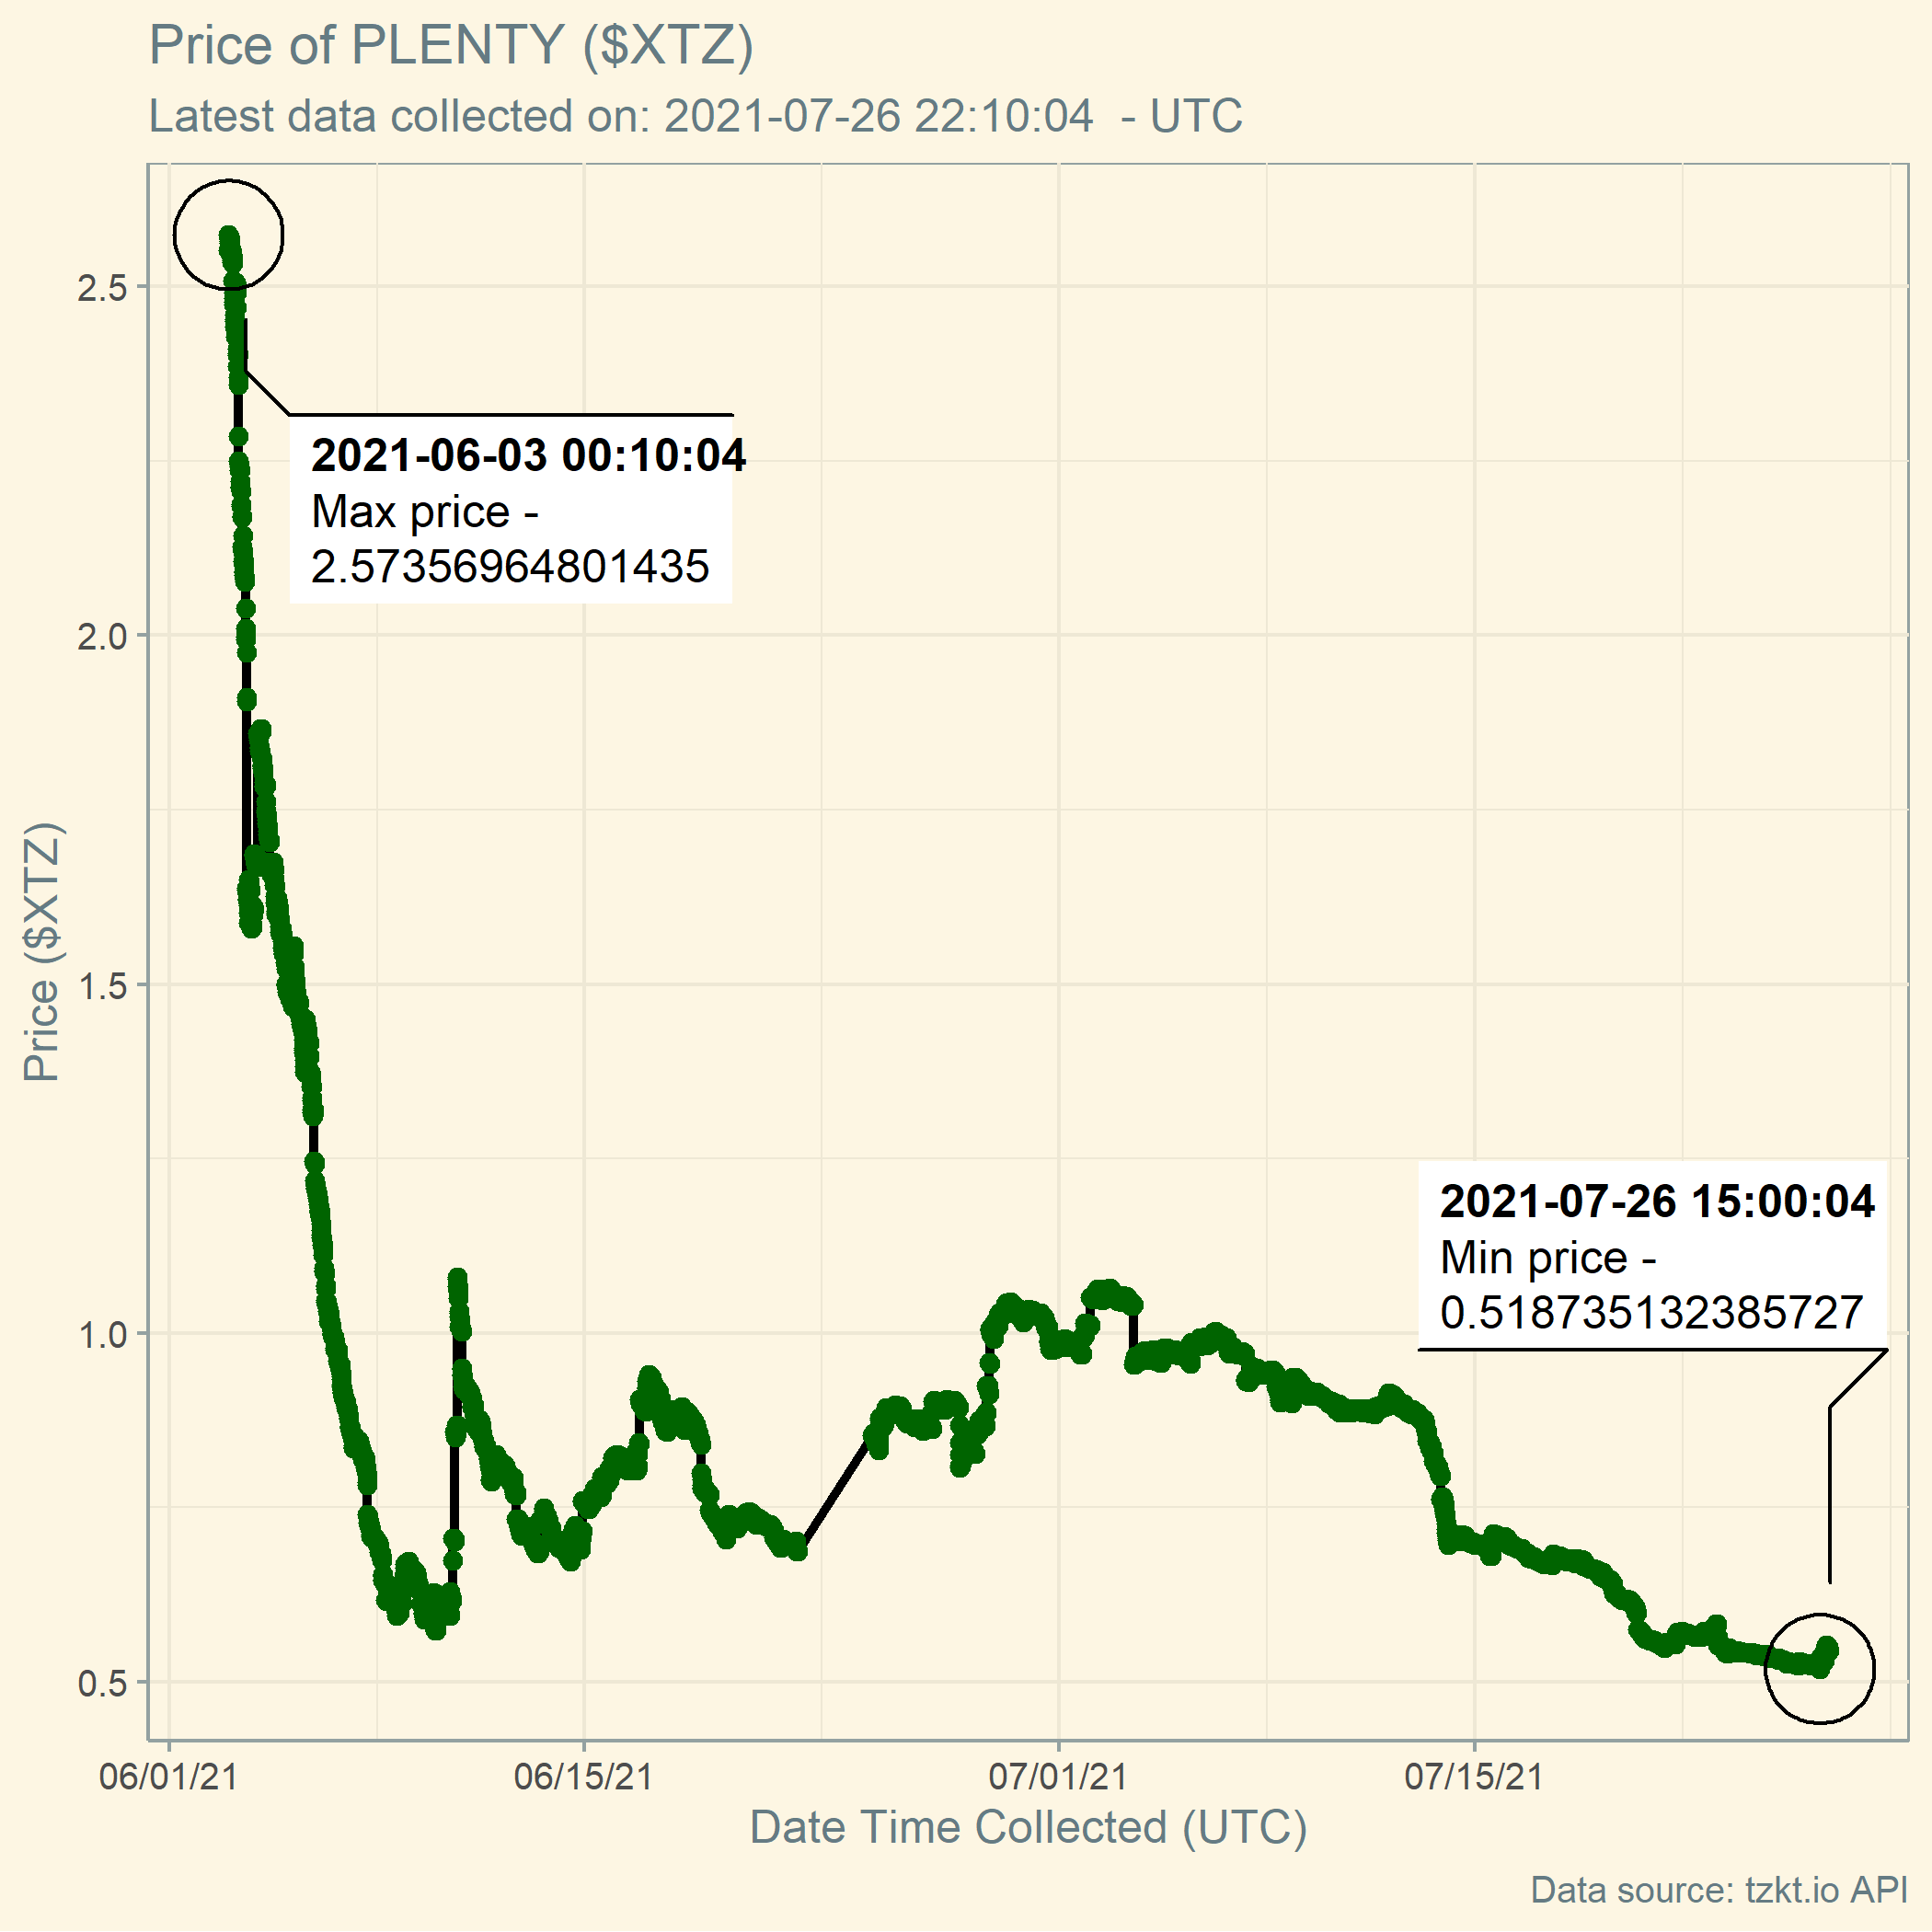 Price of PLENTY ($XTZ)
Latest data collected on: 2021-07-26 22:10:04  - UTC
Price ($XTZ)
2.5
2.0
1.5
1.0
0.5
2021-06-03 00:10:04
Max price -
2.57356964801435
2021-07-26 15:00:04
Min price -
0.518735132385727
06/01/21
06/15/21
07/01/21
07/15/21
Date Time Collected (UTC)
Data source: tzkt.io API